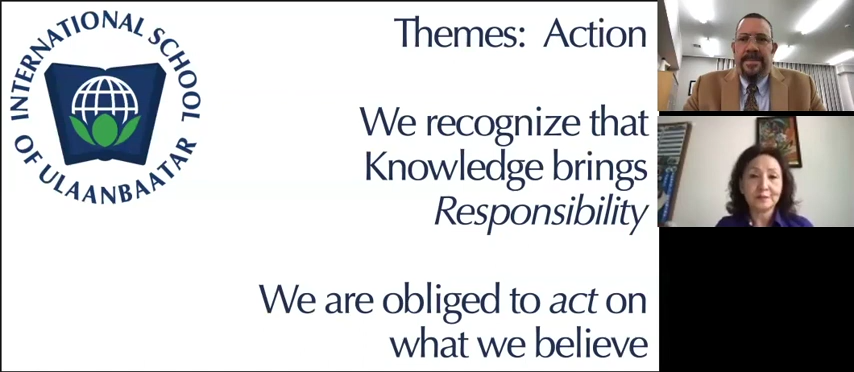 INTERNATIONAL SCHOOL
OF ULAANBAATAR
Themes: Action
We recognize that
Knowledge brings
Responsibility
We are obliged to act on
what we believe